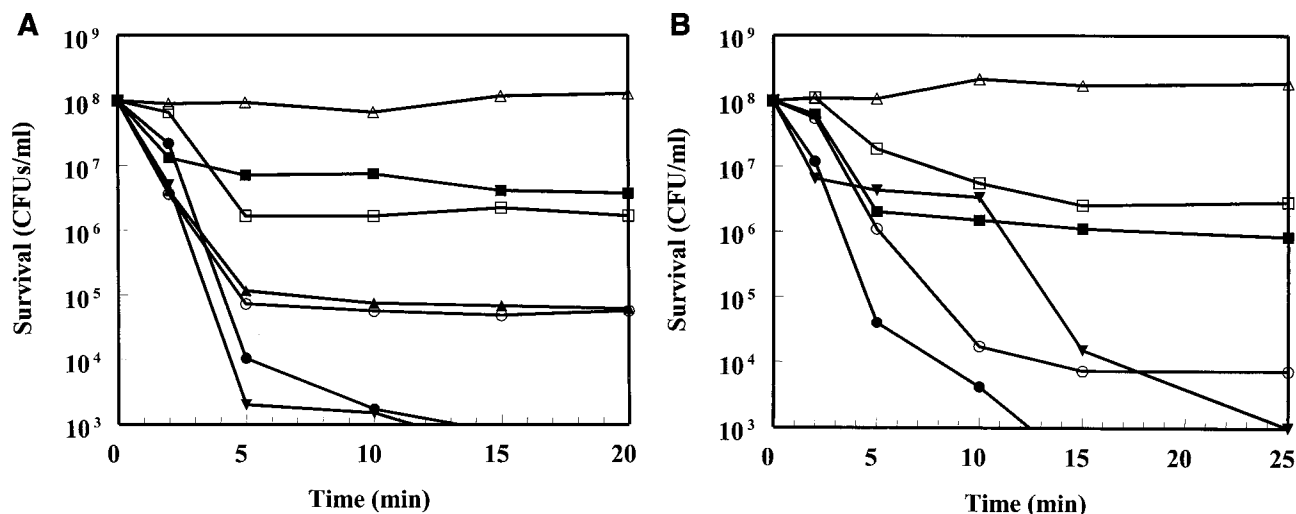 A
10⁹
10⁸
10⁷
10⁶
10⁵
10⁴
10³
Survival (CFUs/ml)
0 5 10 15 20
Time (min)
B
10⁹
10⁸
10⁷
10⁶
10⁵
10⁴
10³
Survival (CFU/ml)
0 5 10 15 20 25
Time (min)